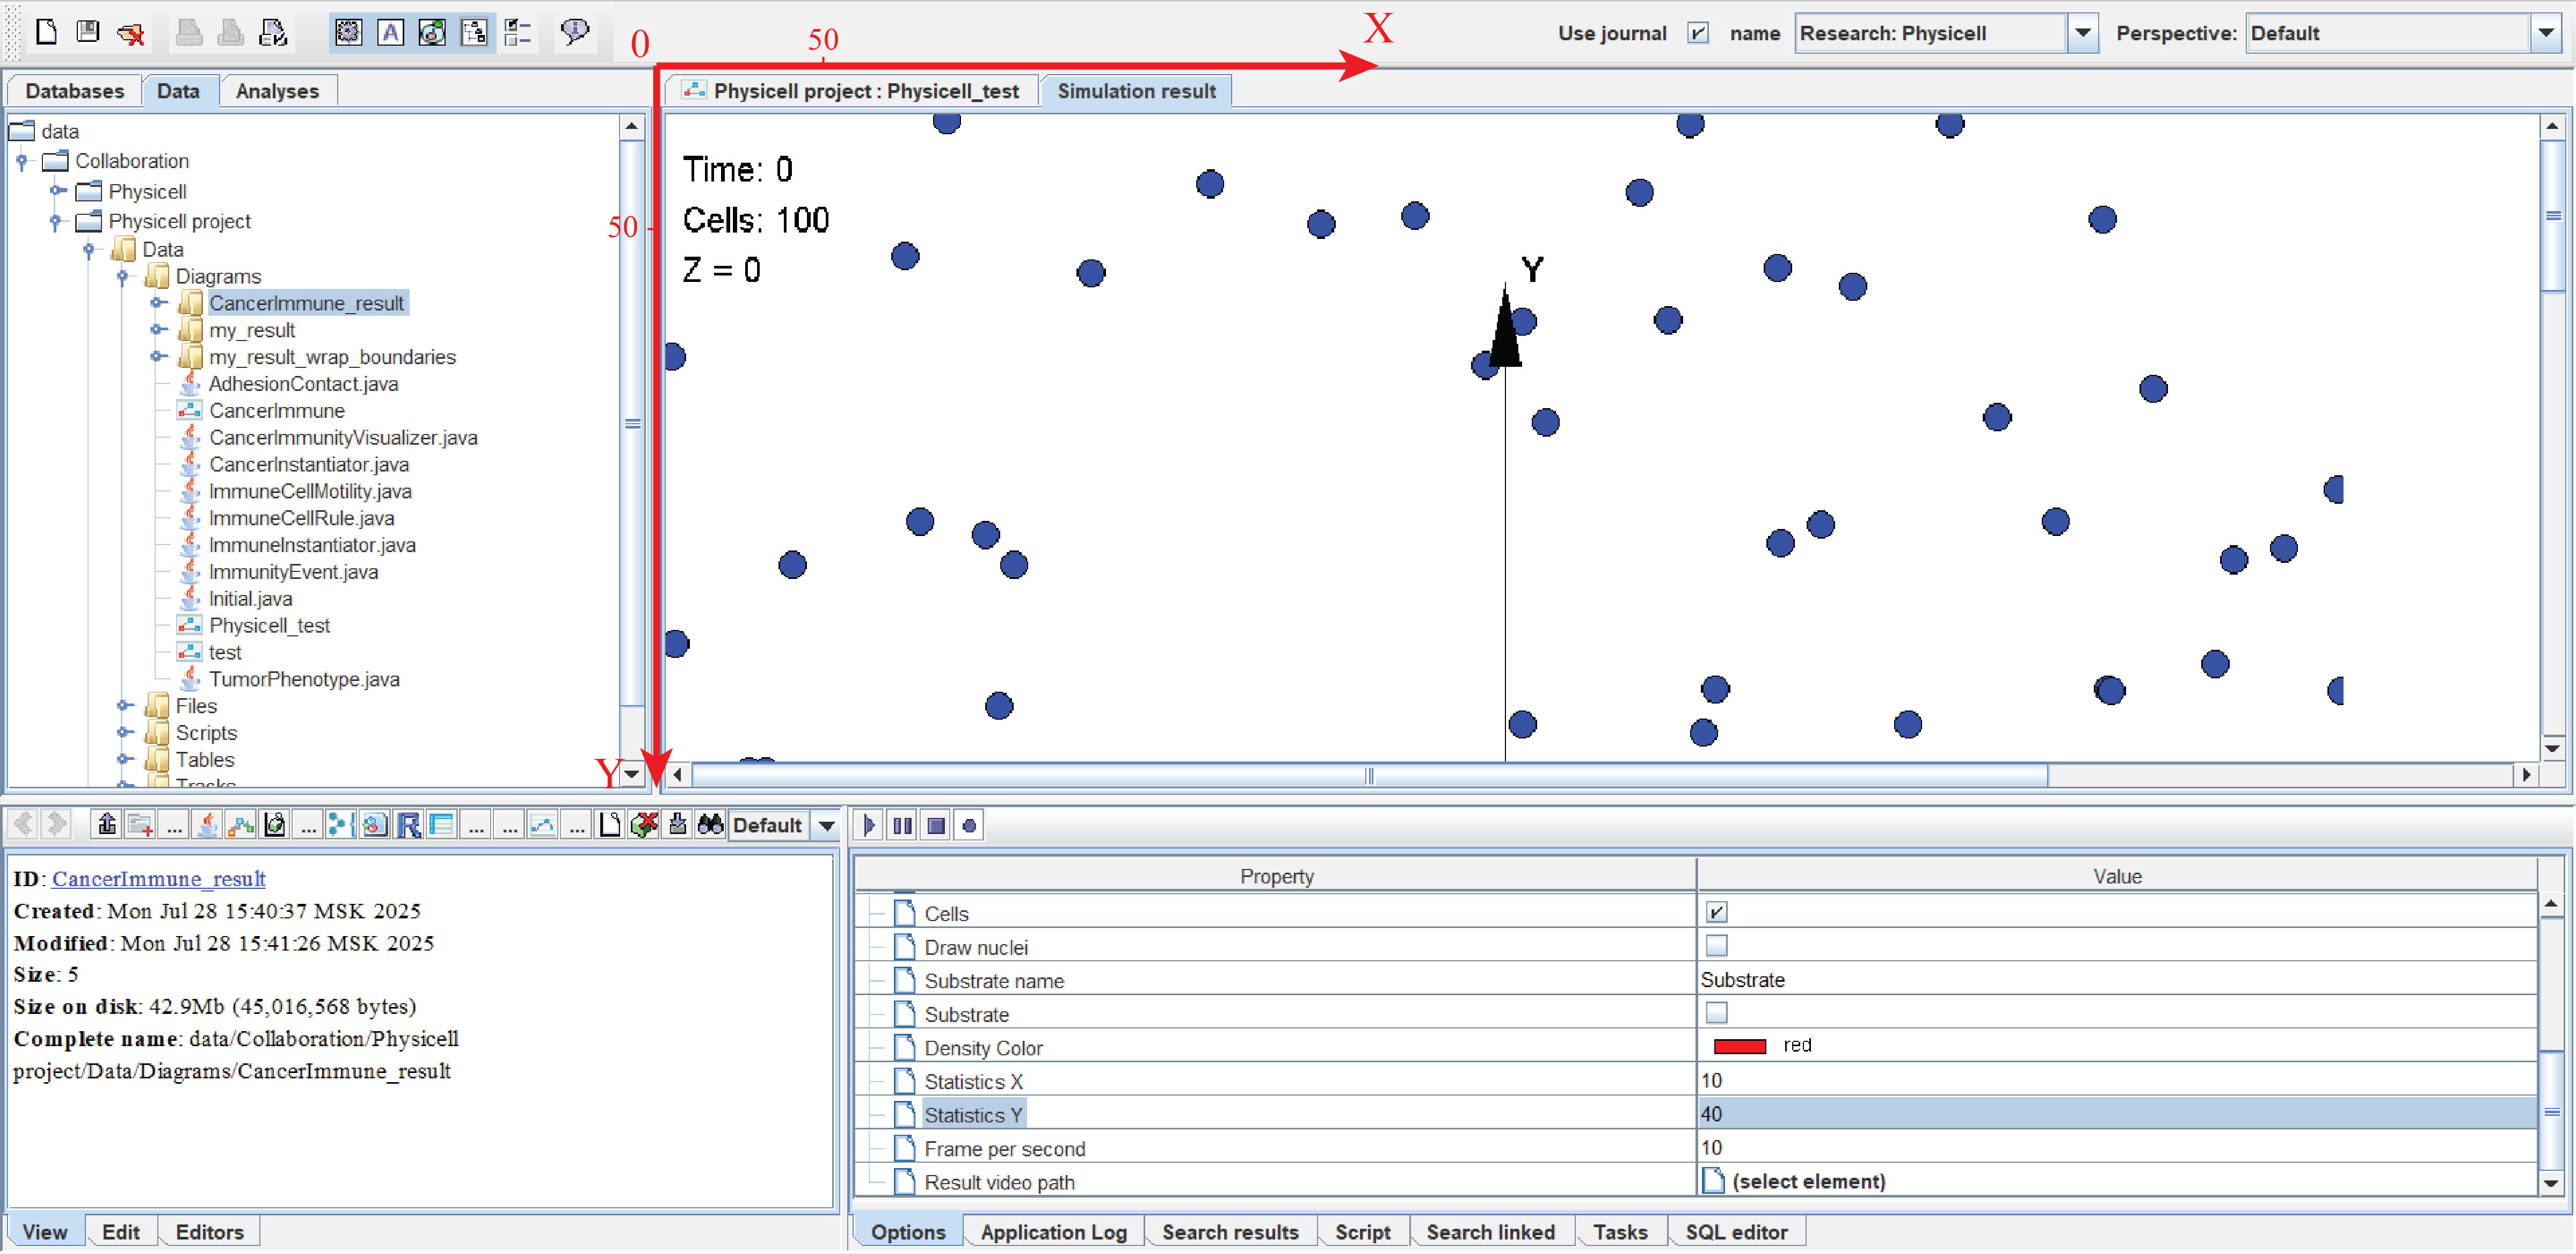 0 50 X Use journal name Research: Physicell Perspective: Default
Databases Data Analyses
Physicell project : Physicell_test Simulation result
data
Collaboration
Physicell
Physicell project
Data
Diagrams
CancerImmune_result
my_result
my_result_wrap_boundaries
AdhesionContact.java
CancerImmune
CancerImmunityVisualizer.java
CancerInstantiator.java
ImmuneCellMotility.java
ImmuneCellRule.java
ImmuneInstantiator.java
ImmunityEvent.java
Initial.java
Physicell_test
test
TumorPhenotype.java
Files
Scripts
Tables
Tracks
50
Y
Time: 0
Cells: 100
Z = 0
Y
... ... ... ... ... Default
ID: CancerImmune_result
Created: Mon Jul 28 15:40:37 MSK 2025
Modified: Mon Jul 28 15:41:26 MSK 2025
Size: 5
Size on disk: 42.9Mb (45,016,568 bytes)
Complete name: data/Collaboration/Physicell
project/Data/Diagrams/CancerImmune_result
View Edit Editors
Property Value
Cells
Draw nuclei
Substrate name Substrate
Substrate
Density Color red
Statistics X 10
Statistics Y 40
Frame per second 10
Result video path (select element)
Options Application Log Search results Script Search linked Tasks SQL editor